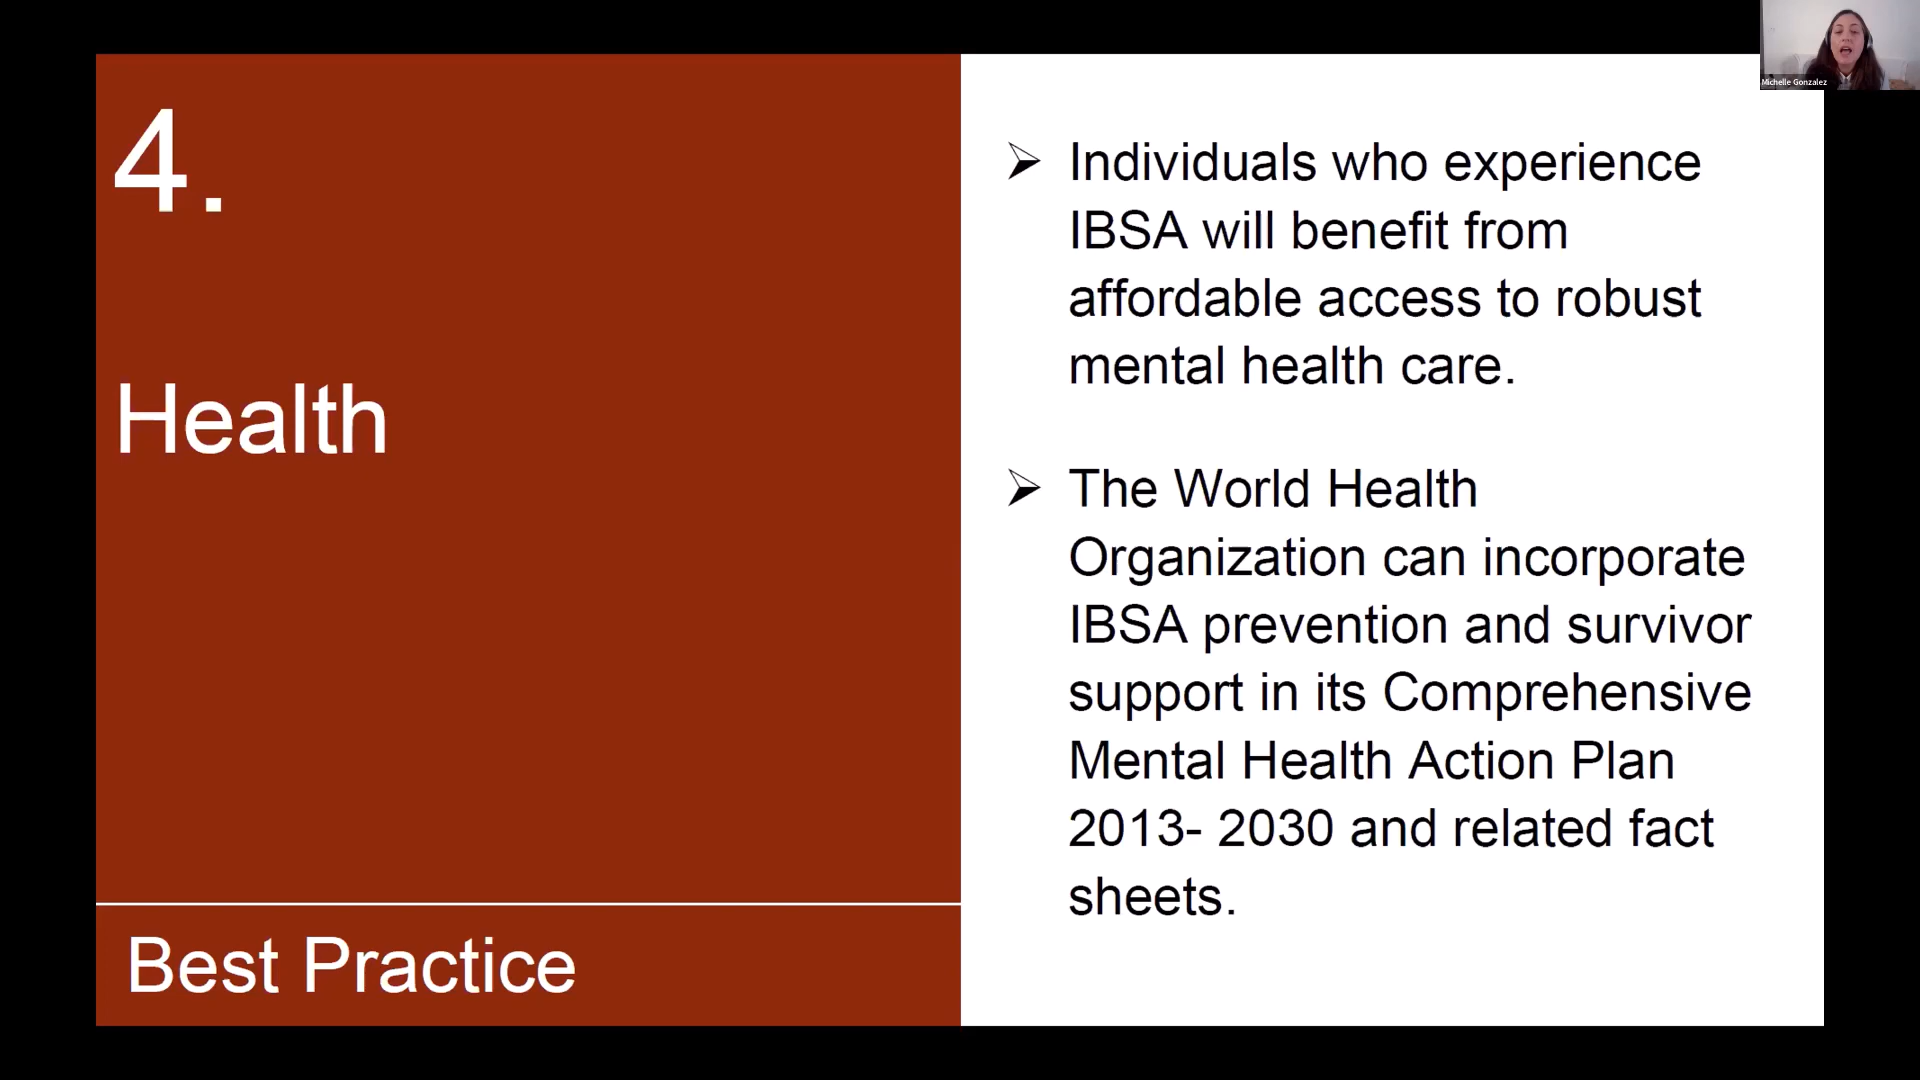 4.
Health
Best Practice
➢ Individuals who experience
IBSA will benefit from
affordable access to robust
mental health care.
➢ The World Health
Organization can incorporate
IBSA prevention and survivor
support in its Comprehensive
Mental Health Action Plan
2013- 2030 and related fact
sheets.
Michelle Gonzalez